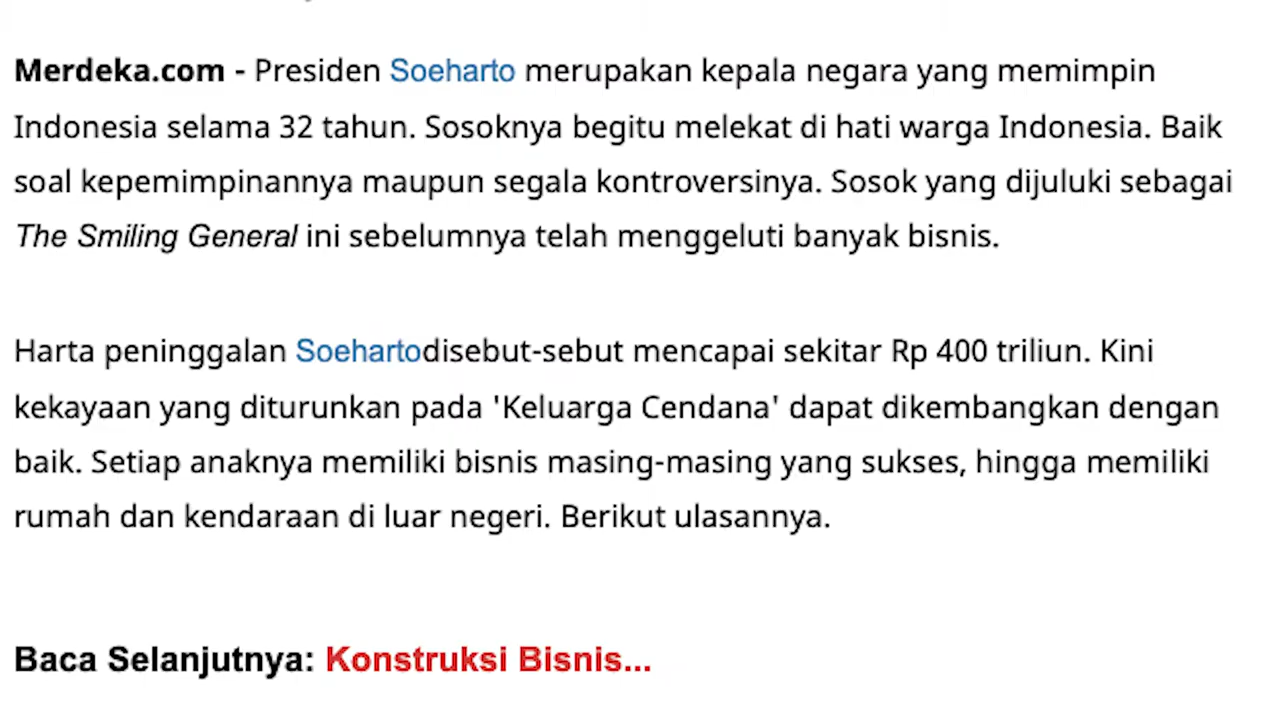 Merdeka.com - Presiden Soeharto merupakan kepala negara yang memimpin
Indonesia selama 32 tahun. Sosoknya begitu melekat di hati warga Indonesia. Baik
soal kepemimpinannya maupun segala kontroversinya. Sosok yang dijuluki sebagai
The Smiling General ini sebelumnya telah menggeluti banyak bisnis.
Harta peninggalan Soehartodisebut-sebut mencapai sekitar Rp 400 triliun. Kini
kekayaan yang diturunkan pada 'Keluarga Cendana' dapat dikembangkan dengan
baik. Setiap anaknya memiliki bisnis masing-masing yang sukses, hingga memiliki
rumah dan kendaraan di luar negeri. Berikut ulasannya.
Baca Selanjutnya: Konstruksi Bisnis...